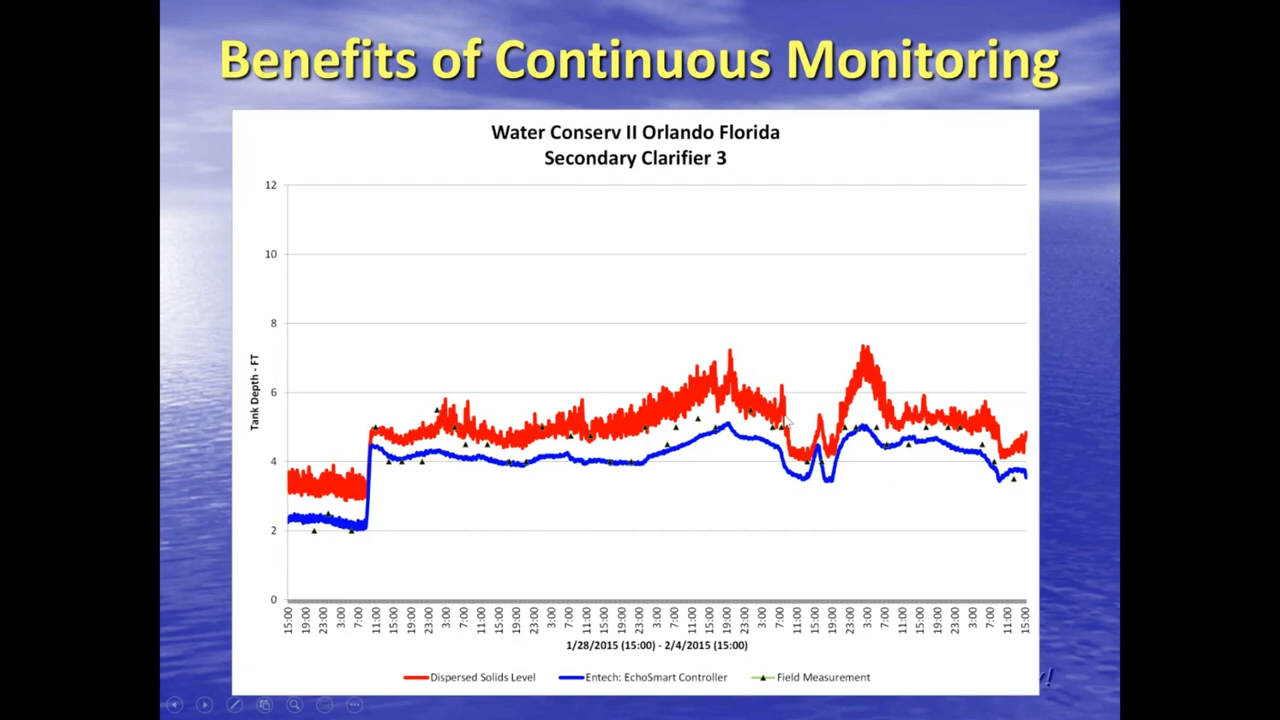 Benefits of Continuous Monitoring
Water Conserv II Orlando Florida
Secondary Clarifier 3
12
10
8
6
4
2
0
Tank Depth - FT
15:00 19:00 23:00 3:00 7:00 11:00 15:00 19:00 23:00 3:00 7:00 11:00 15:00 19:00 23:00 3:00 7:00 11:00 15:00 19:00 23:00 3:00 7:00 11:00 15:00 19:00 23:00 3:00 7:00 11:00 15:00 19:00 23:00 3:00 7:00 11:00 15:00 19:00 23:00 3:00 7:00 11:00 15:00
1/28/2015 (15:00) - 2/4/2015 (15:00)
Dispersed Solids Level Entech: EchoSmart Controller Field Measurement